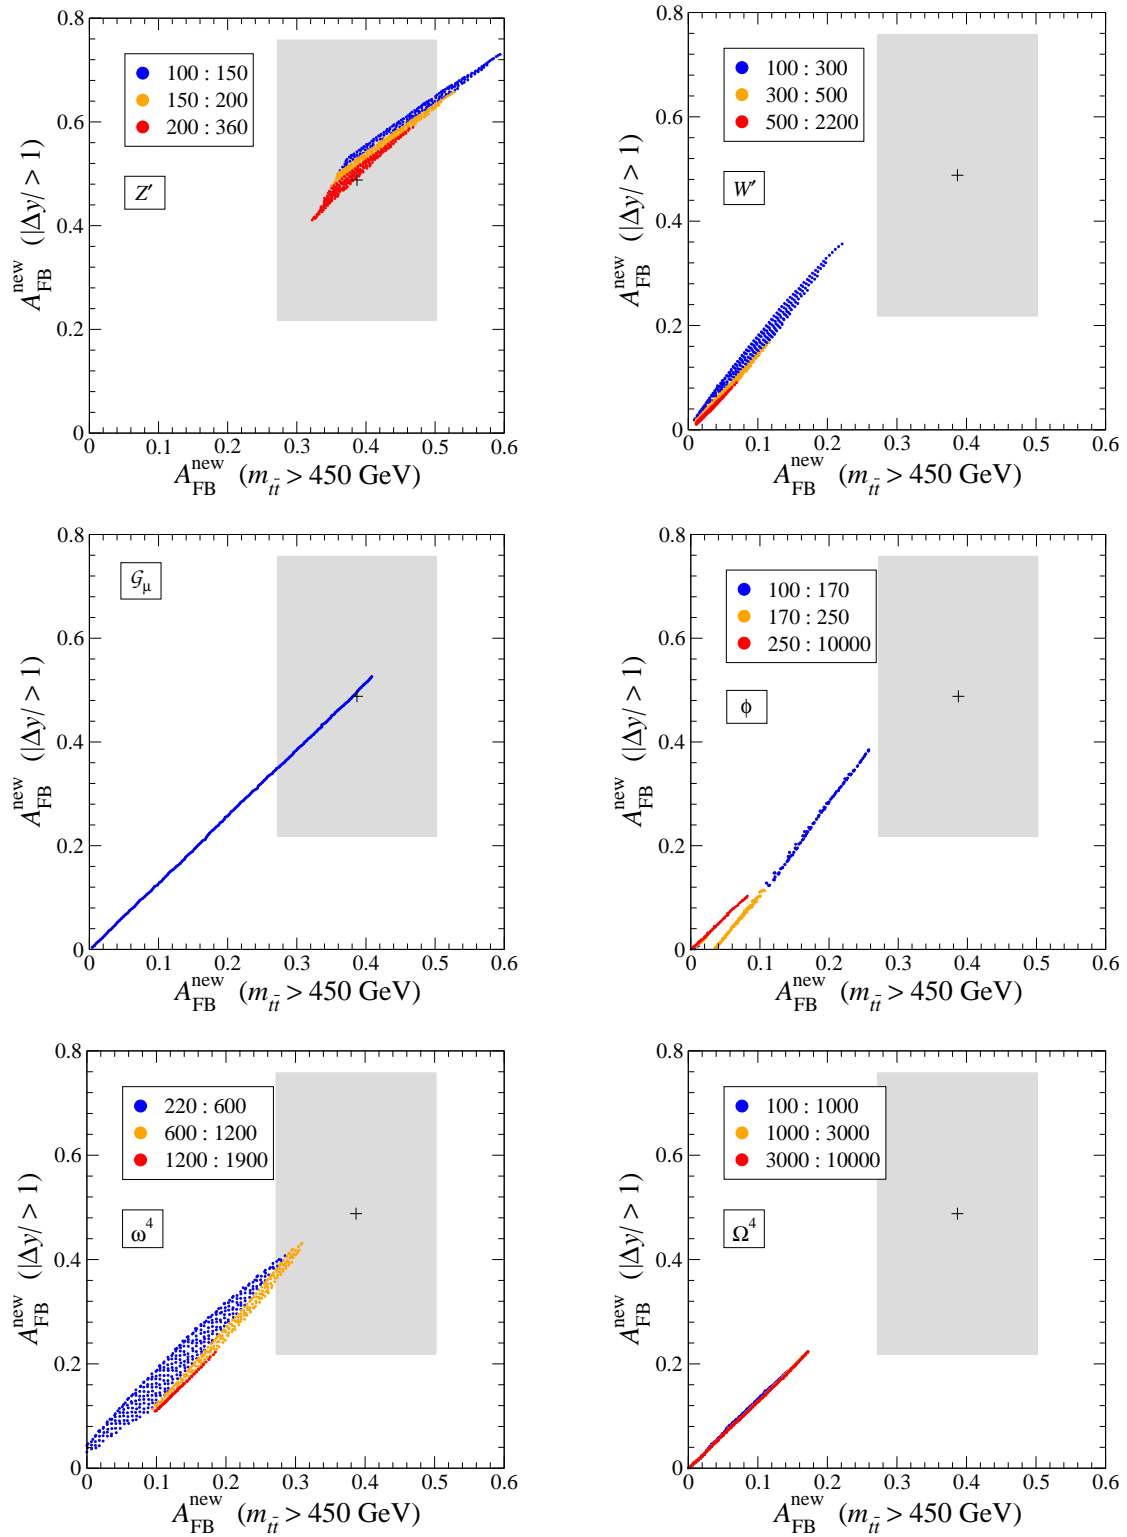 0.8
0.6
0.4
0.2
0
0 0.1 0.2 0.3 0.4 0.5 0.6
100 : 150
150 : 200
200 : 360
Z′
A_FB^new (|Δy/ > 1)
A_FB^new (m_tt̄ > 450 GeV)
0.8
0.6
0.4
0.2
0
0 0.1 0.2 0.3 0.4 0.5 0.6
100 : 300
300 : 500
500 : 2200
W′
A_FB^new (|Δy/ > 1)
A_FB^new (m_tt̄ > 450 GeV)
0.8
0.6
0.4
0.2
0
0 0.1 0.2 0.3 0.4 0.5 0.6
𝒢_μ
A_FB^new (|Δy/ > 1)
A_FB^new (m_tt̄ > 450 GeV)
0.8
0.6
0.4
0.2
0
0 0.1 0.2 0.3 0.4 0.5 0.6
100 : 170
170 : 250
250 : 10000
ϕ
A_FB^new (|Δy/ > 1)
A_FB^new (m_tt̄ > 450 GeV)
0.8
0.6
0.4
0.2
0
0 0.1 0.2 0.3 0.4 0.5 0.6
220 : 600
600 : 1200
1200 : 1900
ω^4
A_FB^new (|Δy/ > 1)
A_FB^new (m_tt̄ > 450 GeV)
0.8
0.6
0.4
0.2
0
0 0.1 0.2 0.3 0.4 0.5 0.6
100 : 1000
1000 : 3000
3000 : 10000
Ω^4
A_FB^new (|Δy/ > 1)
A_FB^new (m_tt̄ > 450 GeV)